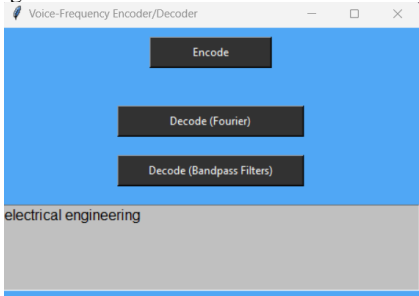 Voice-Frequency Encoder/Decoder
Encode
Decode (Fourier)
Decode (Bandpass Filters)
electrical engineering